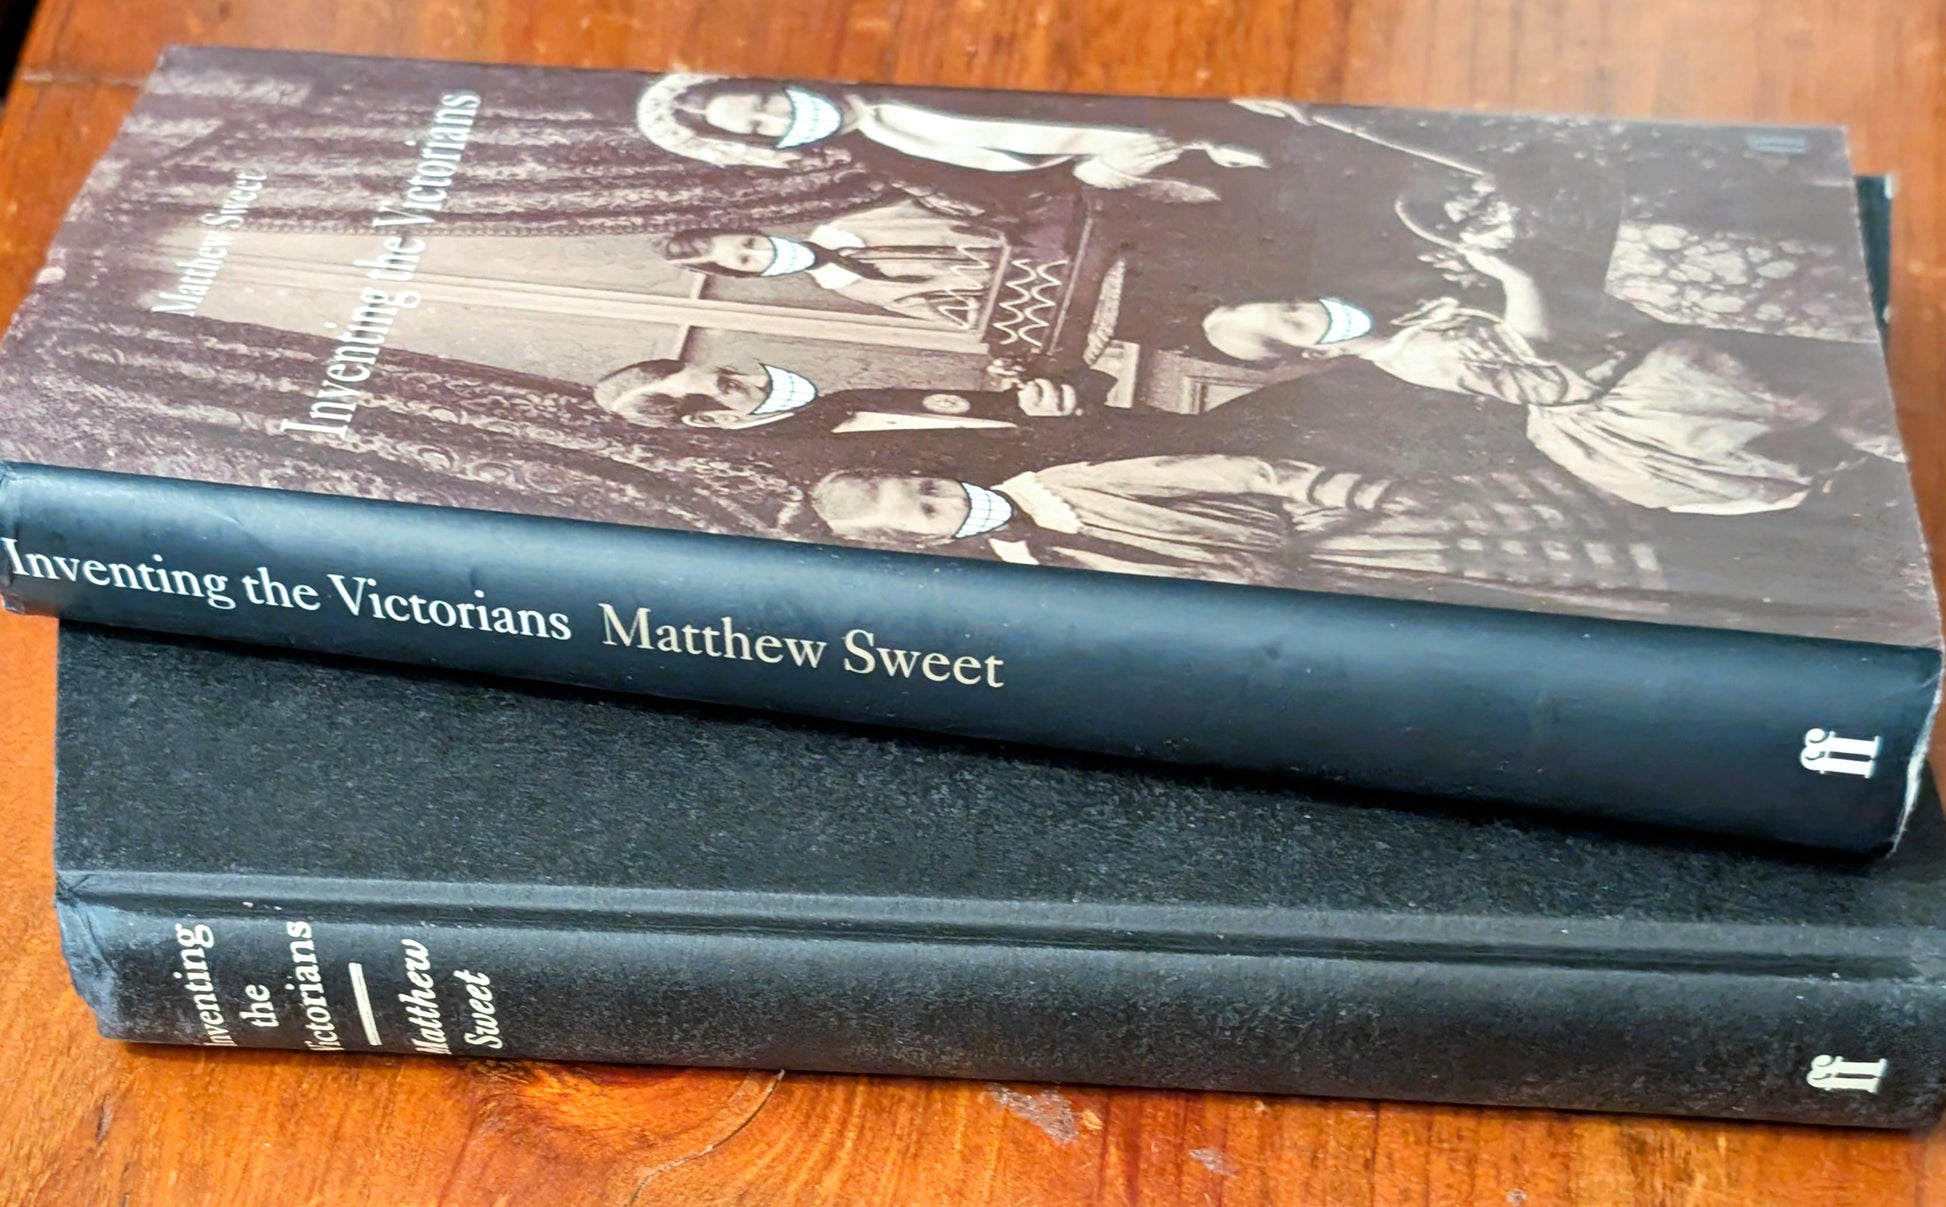 Matthew Sweet
Inventing the Victorians
Inventing the Victorians Matthew Sweet
ff
Inventing
the
Victorians
Matthew
Sweet
ff